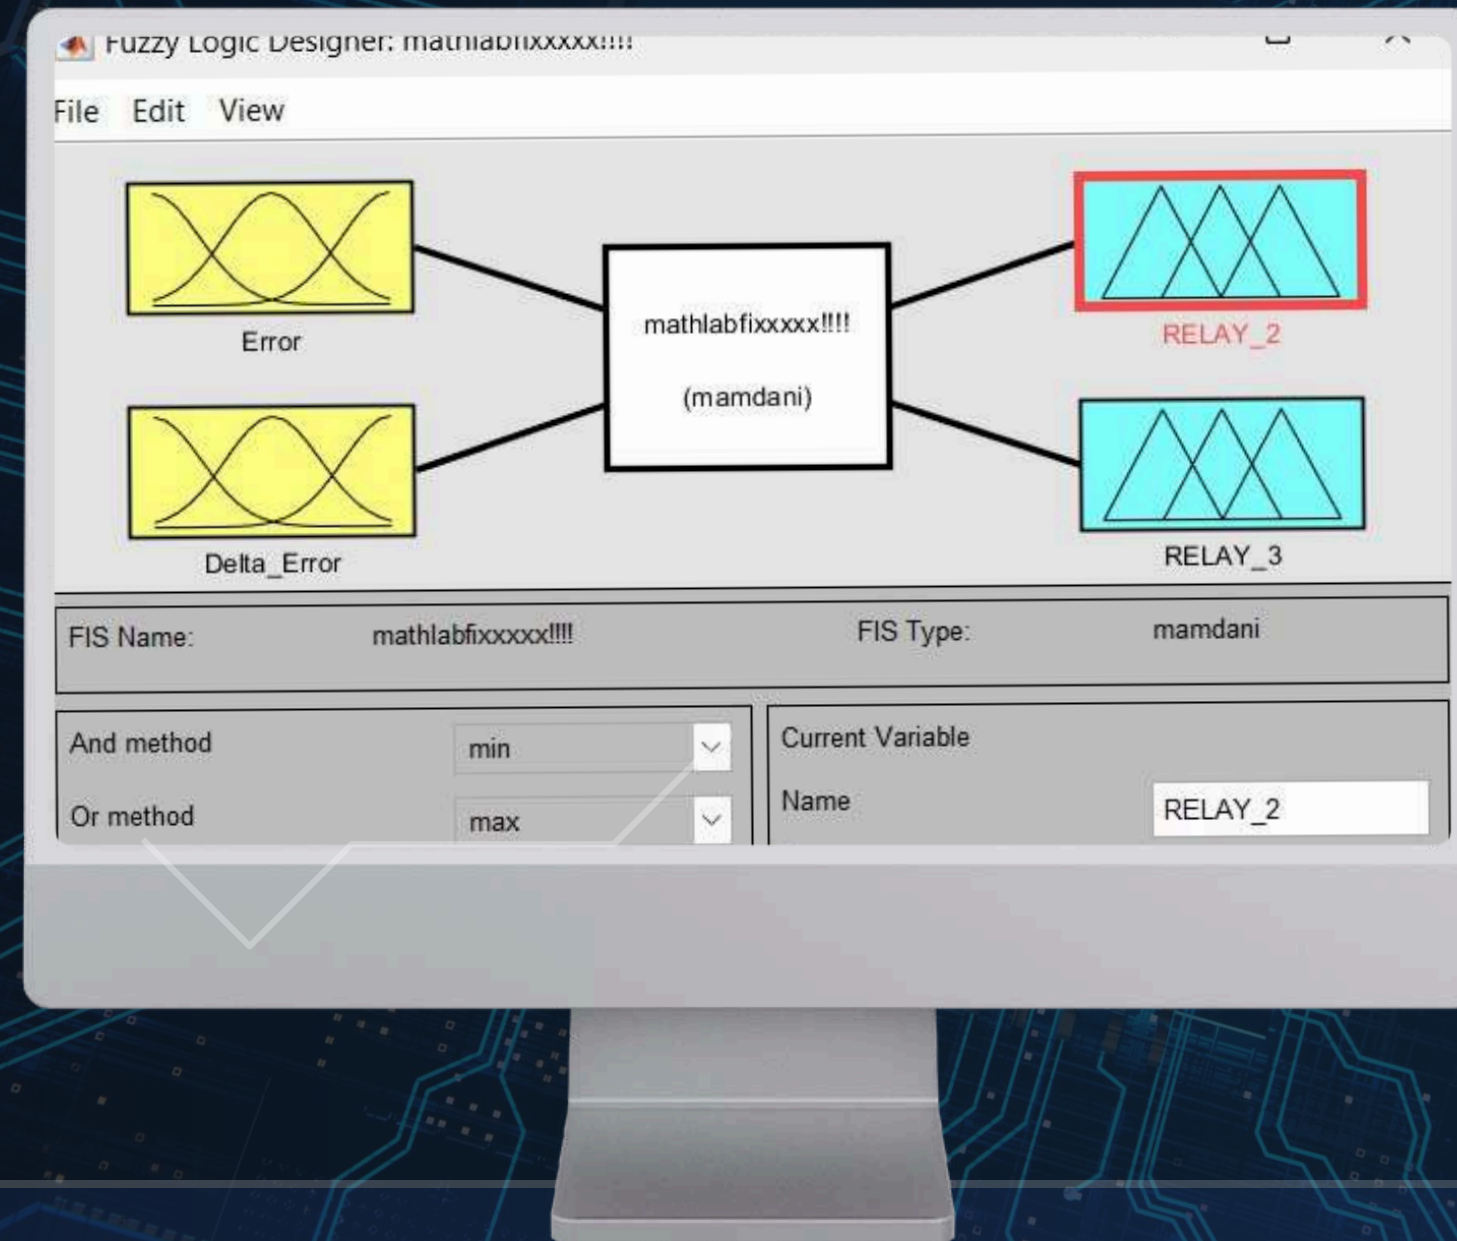 Fuzzy Logic Designer: mathlabfixxxxx!!!!
File Edit View
Error
mathlabfixxxxx!!!!
(mamdani)
RELAY_2
Delta_Error
RELAY_3
FIS Name: mathlabfixxxxx!!!! FIS Type: mamdani
And method min
Or method max
Current Variable
Name RELAY_2